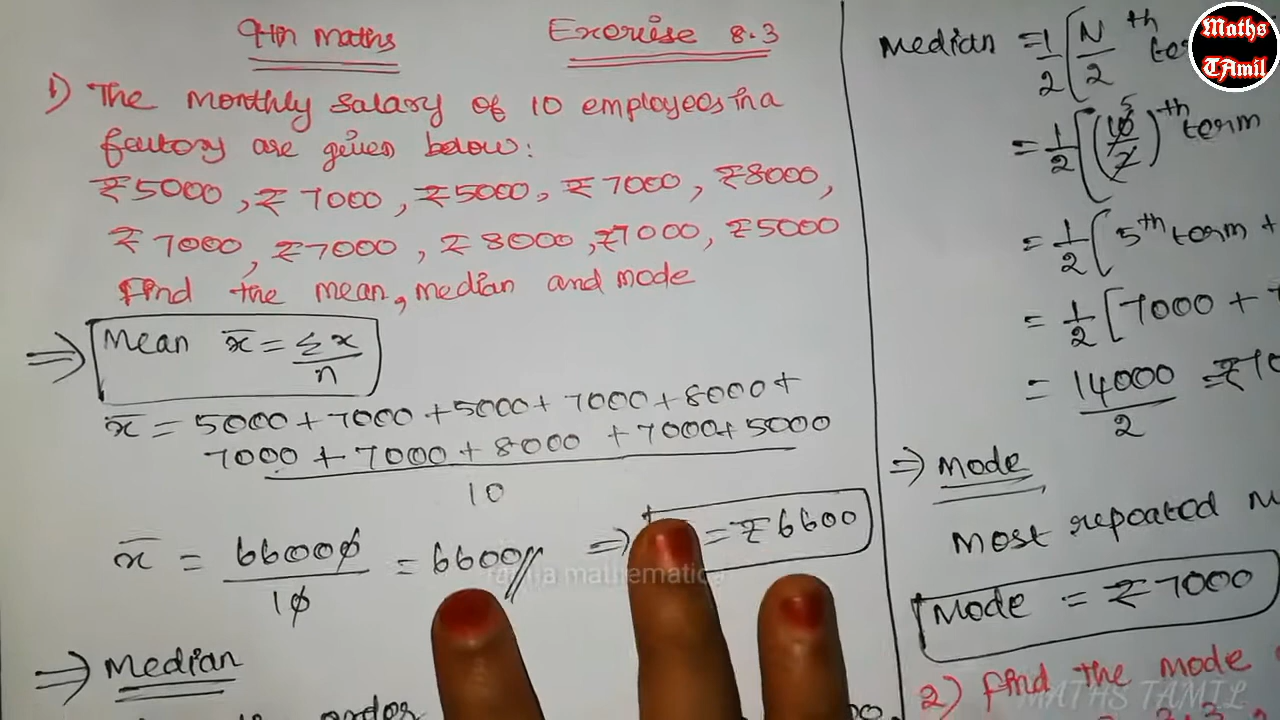 9th maths Exercise 8.3
1) The monthly salary of 10 employees in a
factory are given below:
₹5000, ₹7000, ₹5000, ₹7000, ₹8000,
₹7000, ₹7000, ₹8000, ₹7000, ₹5000
Find the mean, median and mode
⇒ Mean x̅ = Σx/n
x̅ = 5000 + 7000 + 5000 + 7000 + 8000 +
7000 + 7000 + 8000 + 7000 + 5000
10
x̅ = 66000/10 = 6600 ⇒ = ₹6600
⇒ Median
order
Median = 1/2 [N/2 th
= 1/2 [(10/2)th term
= 1/2 (5th term +
= 1/2 [7000 +
= 14000/2 = ₹
⇒ Mode
Most repeated
Mode = ₹7000
2) Find the mode
Maths
TAmil
mathematics
MATHS TAMIL